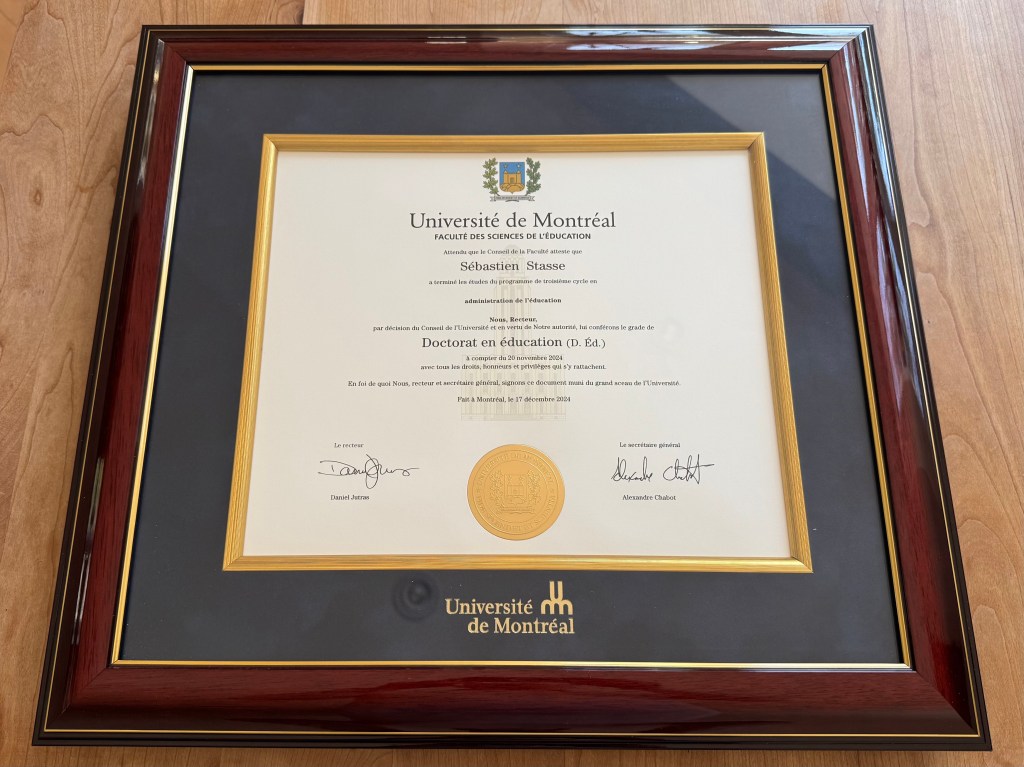 Université de Montréal
FACULTÉ DES SCIENCES DE L'ÉDUCATION
Attendu que le Conseil de la Faculté atteste que
Sébastien Stasse
a terminé les études du programme de troisième cycle en
administration de l'éducation
Nous, Recteur,
par décision du Conseil de l'Université et en vertu de Notre autorité, lui conférons le grade de
Doctorat en éducation (D. Éd.)
à compter du 20 novembre 2024
avec tous les droits, honneurs et privilèges qui s'y rattachent.
En foi de quoi Nous, recteur et secrétaire général, signons ce document muni du grand sceau de l'Université.
Fait à Montréal, le 17 décembre 2024
Le recteur
Daniel Jutras
Le secrétaire général
Alexandre Chabot
Alexandre Chabot
Université
de Montréal